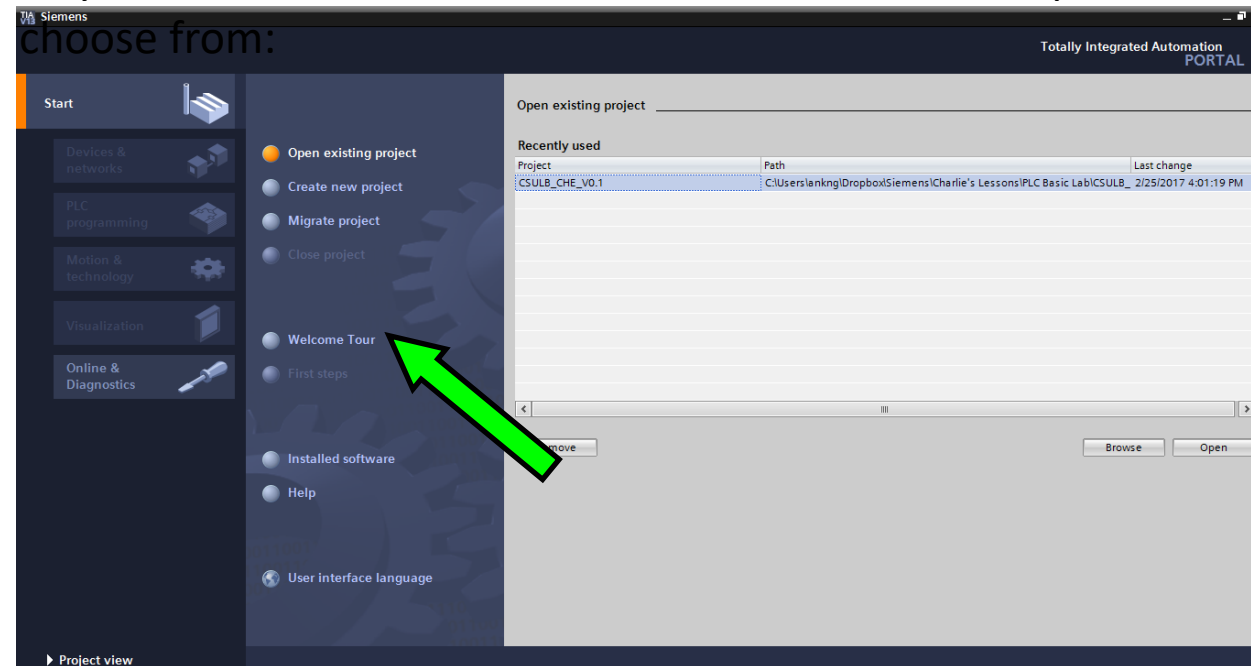 TIA
V13
Siemens
choose from:
Totally Integrated Automation
PORTAL
Start
Devices &
networks
PLC
programming
Motion &
technology
Visualization
Online &
Diagnostics
Project view
Open existing project
Create new project
Migrate project
Close project
Welcome Tour
First steps
Installed software
Help
User interface language
Open existing project
Recently used
Project Path Last change
CSULB_CHE_V0.1 C:\Users\ankng\Dropbox\Siemens\Charlie's Lessons\PLC Basic Lab\CSULB_ 2/25/2017 4:01:19 PM
Browse Open